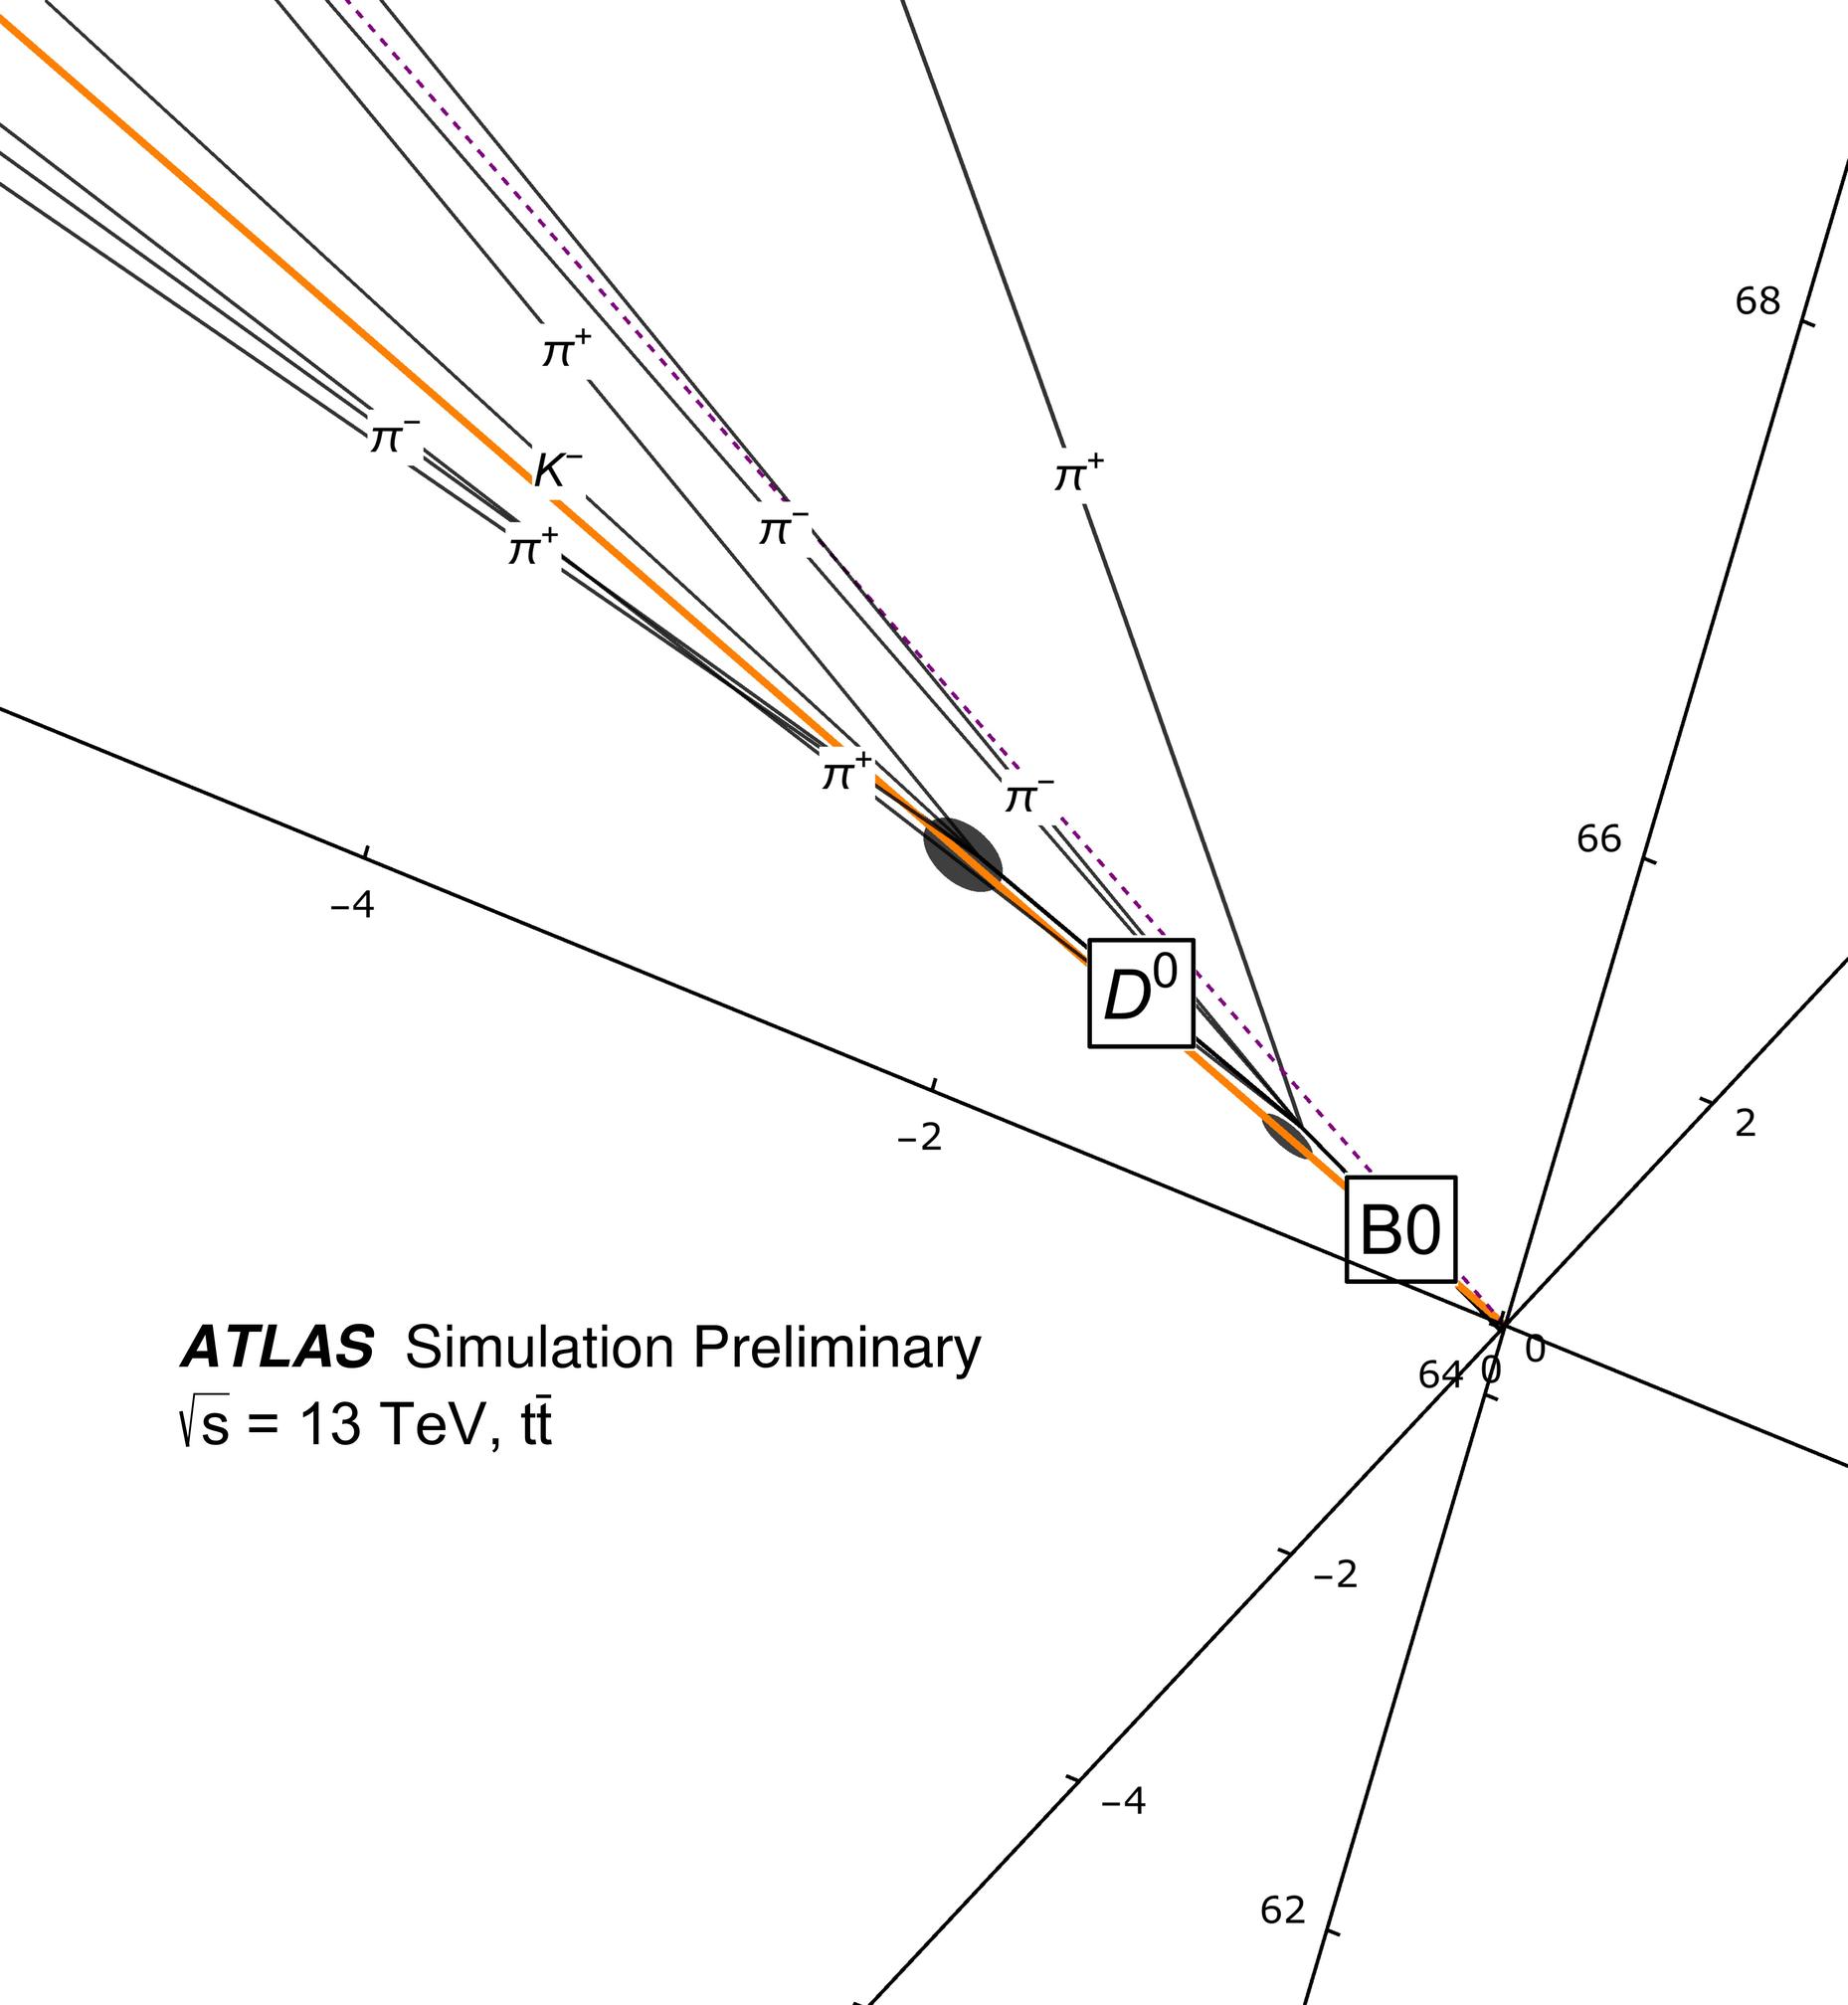 68
π⁺
π⁻
K⁻
π⁺
π⁻
π⁺
π⁺
π⁻
66
−4
D⁰
−2
2
B0
ATLAS Simulation Preliminary
0
64 0
√s = 13 TeV, tt̄
−2
−4
62